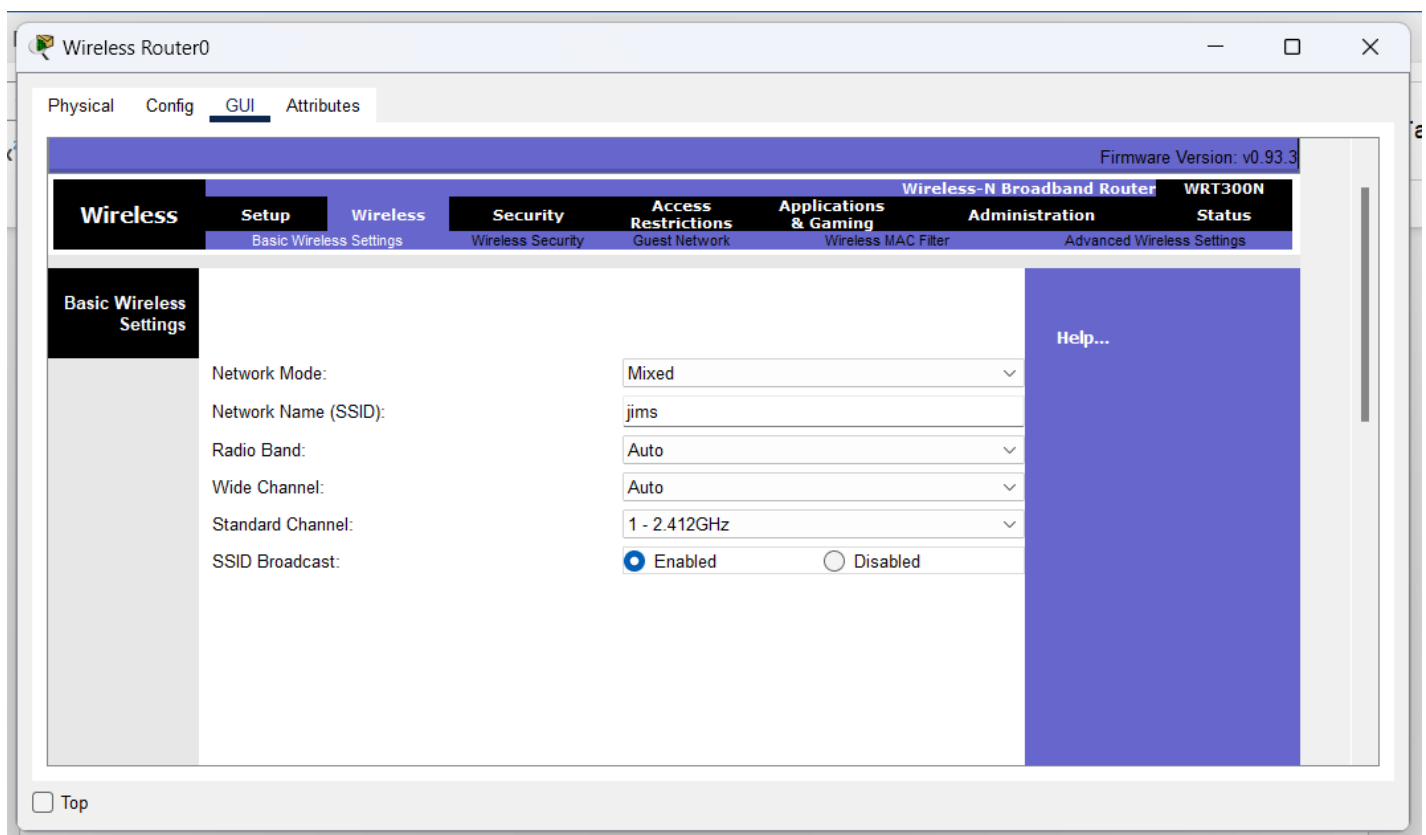 Wireless Router0
Physical Config GUI Attributes
Firmware Version: v0.93.3
Wireless-N Broadband Router WRT300N
Wireless
Setup Wireless Security Access Restrictions Applications & Gaming Administration Status
Basic Wireless Settings Wireless Security Guest Network Wireless MAC Filter Advanced Wireless Settings
Basic Wireless
Settings
Help...
Network Mode: Mixed
Network Name (SSID): jims
Radio Band: Auto
Wide Channel: Auto
Standard Channel: 1 - 2.412GHz
SSID Broadcast: Enabled Disabled
Top